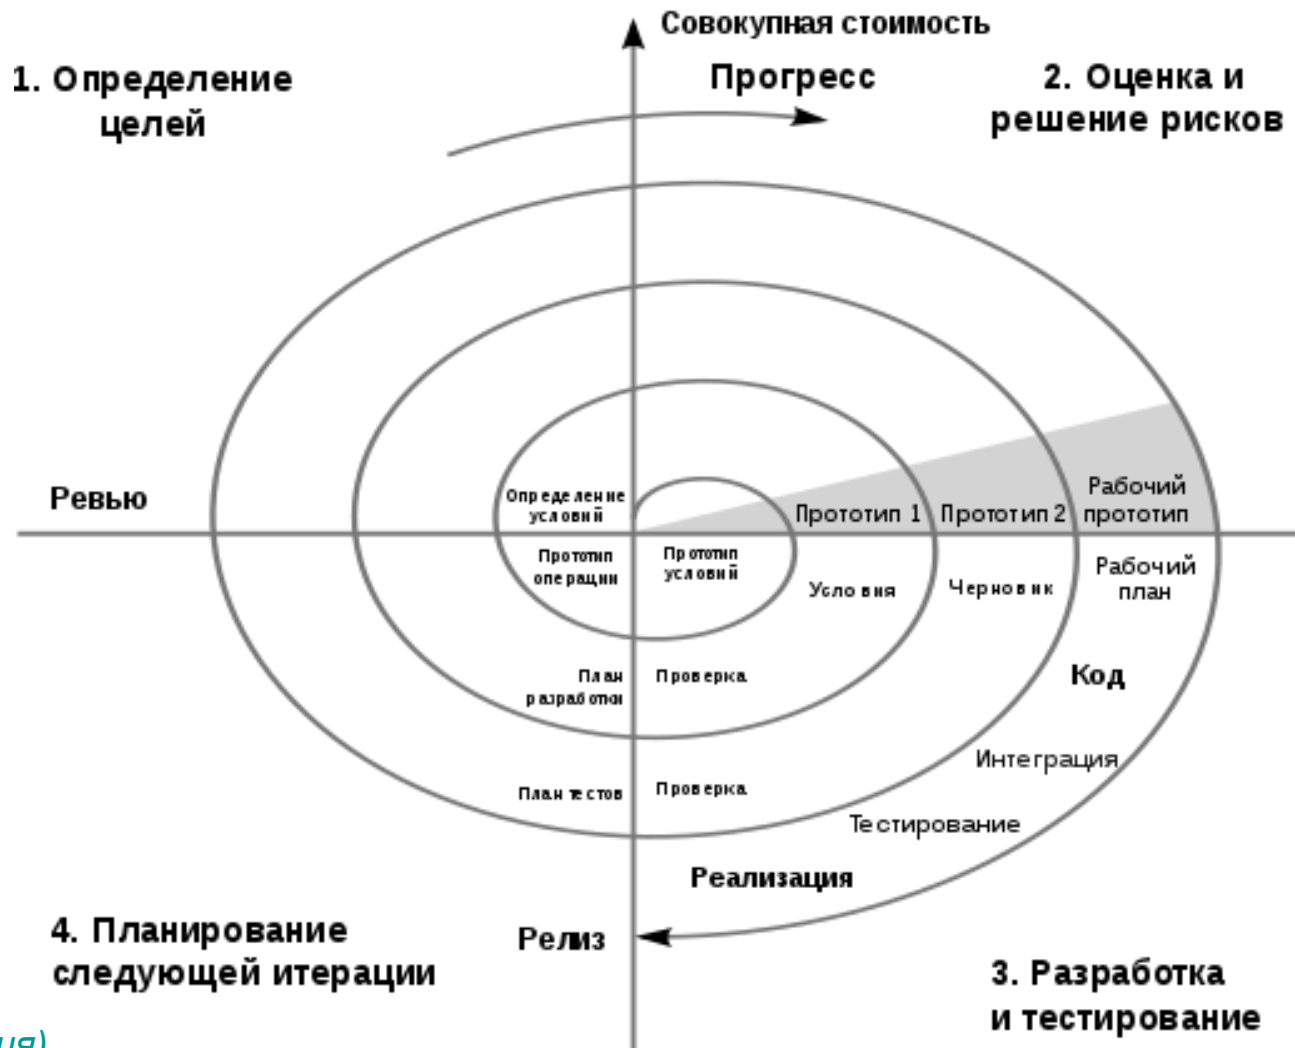 Совокупная стоимость
1. Определение
целей
Прогресс
2. Оценка и
решение рисков
Ревью
Определение
условий
Прототип 1
Прототип 2
Рабочий
прототип
Прототип
операции
Прототип
условий
Условия
Черновик
Рабочий
план
План
разработки
Проверка
Код
План тестов
Проверка
Интеграция
Тестирование
Реализация
Релиз
4. Планирование
следующей итерации
3. Разработка
и тестирование